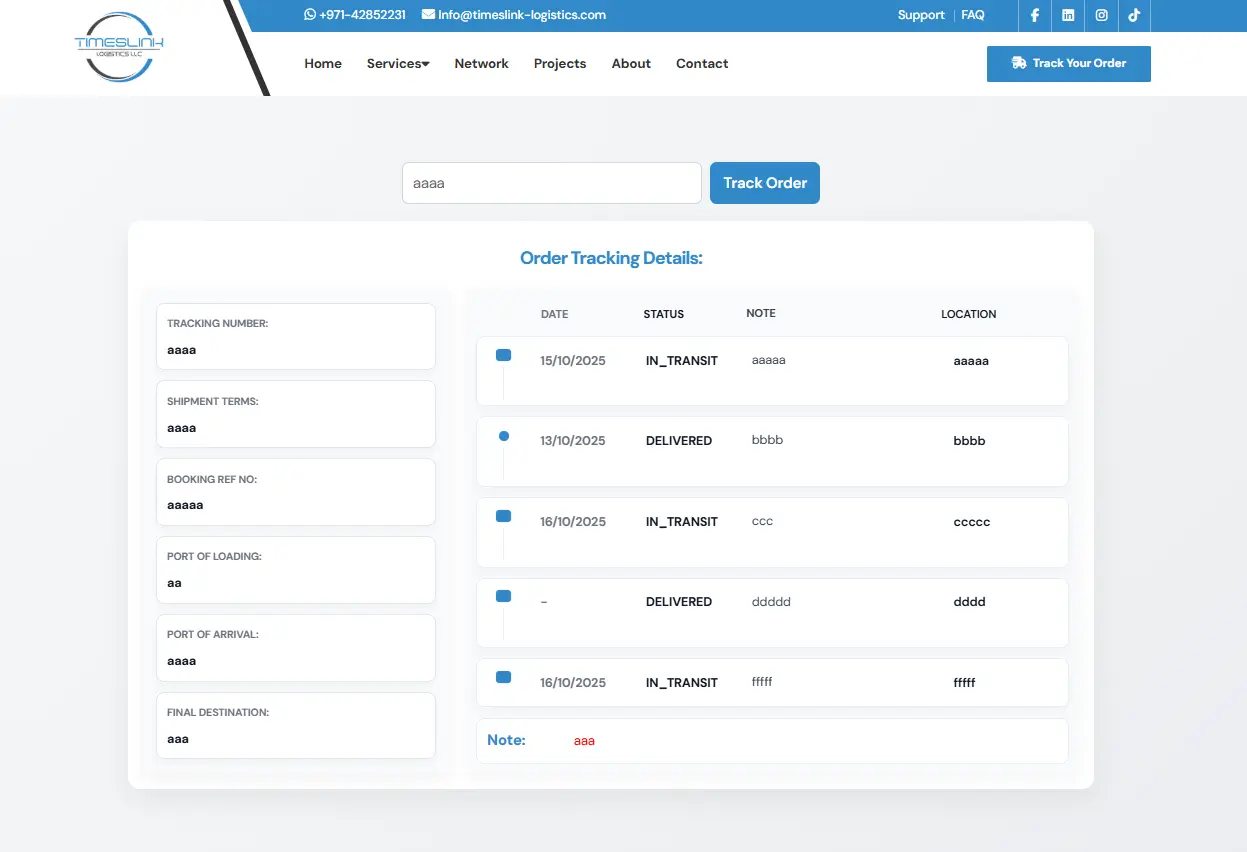 +971-42852231 Info@timeslink-logistics.com Support FAQ
TIMESLINK
LOGISTICS LLC
Home Services Network Projects About Contact Track Your Order
aaaa Track Order
Order Tracking Details:
TRACKING NUMBER:
aaaa
SHIPMENT TERMS:
aaaa
BOOKING REF NO:
aaaaa
PORT OF LOADING:
aa
PORT OF ARRIVAL:
aaaa
FINAL DESTINATION:
aaa
DATE STATUS NOTE LOCATION
15/10/2025 IN_TRANSIT aaaaa aaaaa
13/10/2025 DELIVERED bbbb bbbb
16/10/2025 IN_TRANSIT ccc ccccc
- DELIVERED ddddd dddd
16/10/2025 IN_TRANSIT fffff fffff
Note: aaa